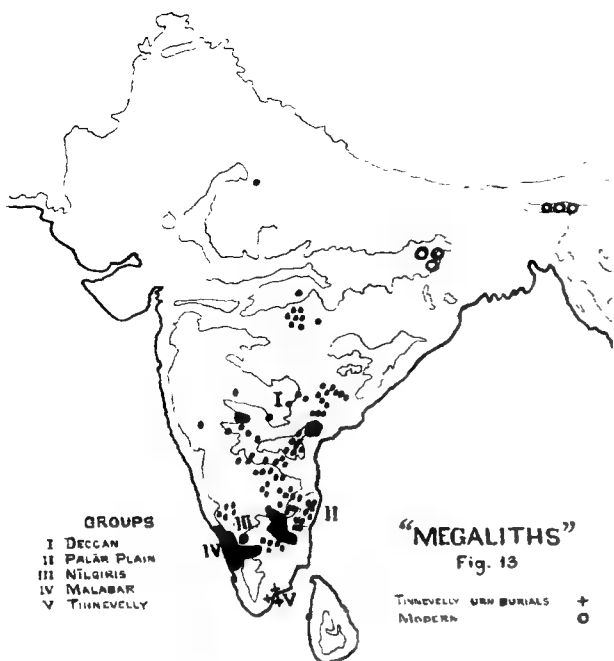 I
II
III
IV
++V
GROUPS
I DECCAN
II PALĀR PLAIN
III NĪLGIRIS
IV MALABAR
V TINNEVELLY
"MEGALITHS"
Fig. 13
TINNEVELLY URN BURIALS +
MODERN O